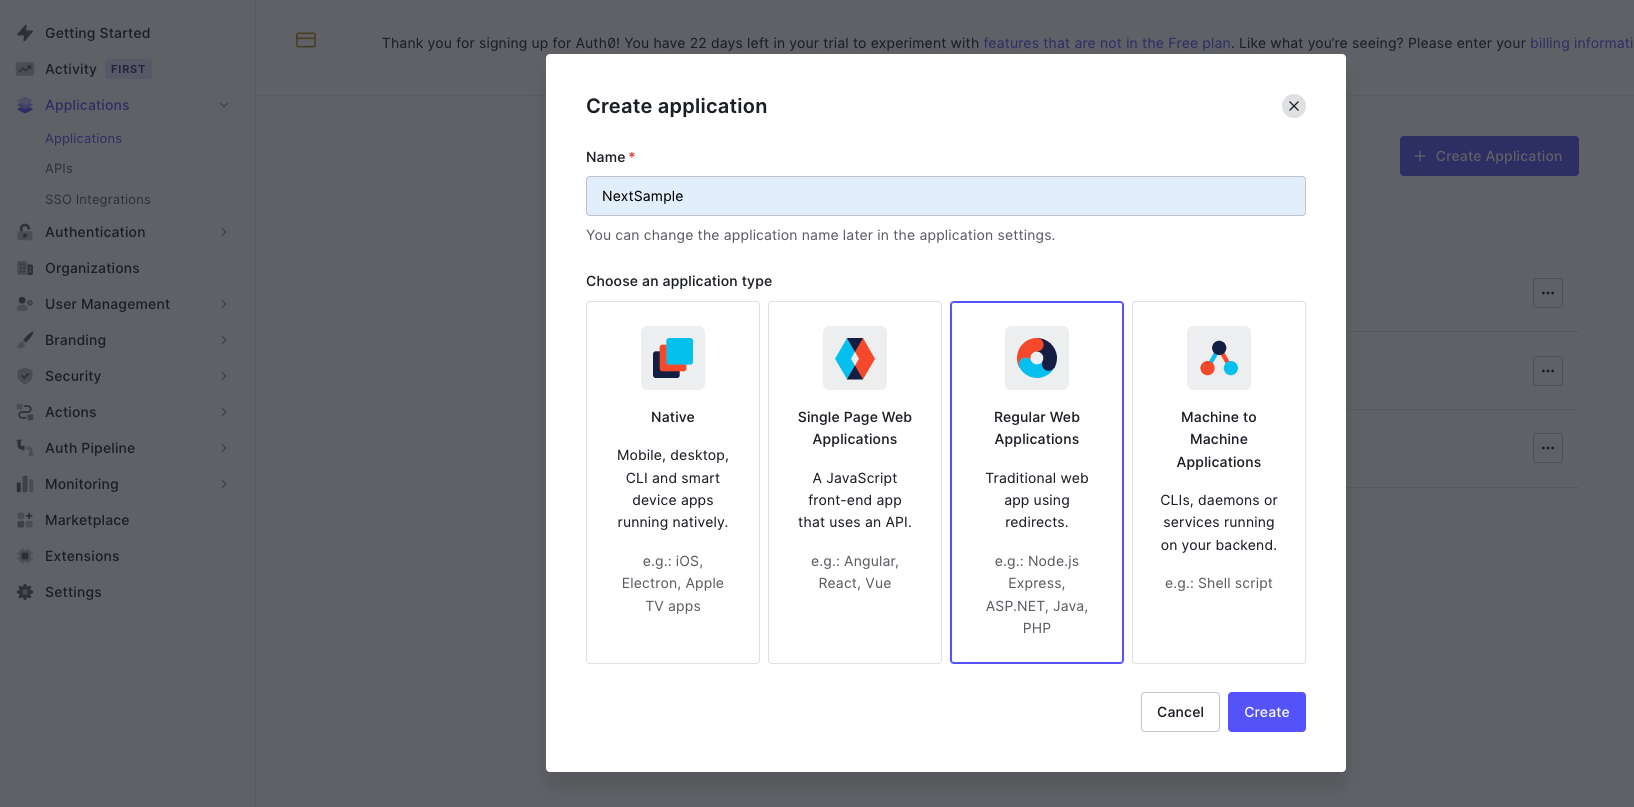 Getting Started
Activity FIRST
Applications
Applications
APIs
SSO Integrations
Authentication
Organizations
User Management
Branding
Security
Actions
Auth Pipeline
Monitoring
Marketplace
Extensions
Settings
Thank you for signing up for Auth0! You have 22 days left in your trial to experiment with features that are not in the Free plan. Like what you're seeing? Please enter your billing informati
+ Create Application
Create application
Name *
NextSample
You can change the application name later in the application settings.
Choose an application type
Native
Mobile, desktop,
CLI and smart
device apps
running natively.
e.g.: iOS,
Electron, Apple
TV apps
Single Page Web
Applications
A JavaScript
front-end app
that uses an API.
e.g.: Angular,
React, Vue
Regular Web
Applications
Traditional web
app using
redirects.
e.g.: Node.js
Express,
ASP.NET, Java,
PHP
Machine to
Machine
Applications
CLIs, daemons or
services running
on your backend.
e.g.: Shell script
Cancel
Create